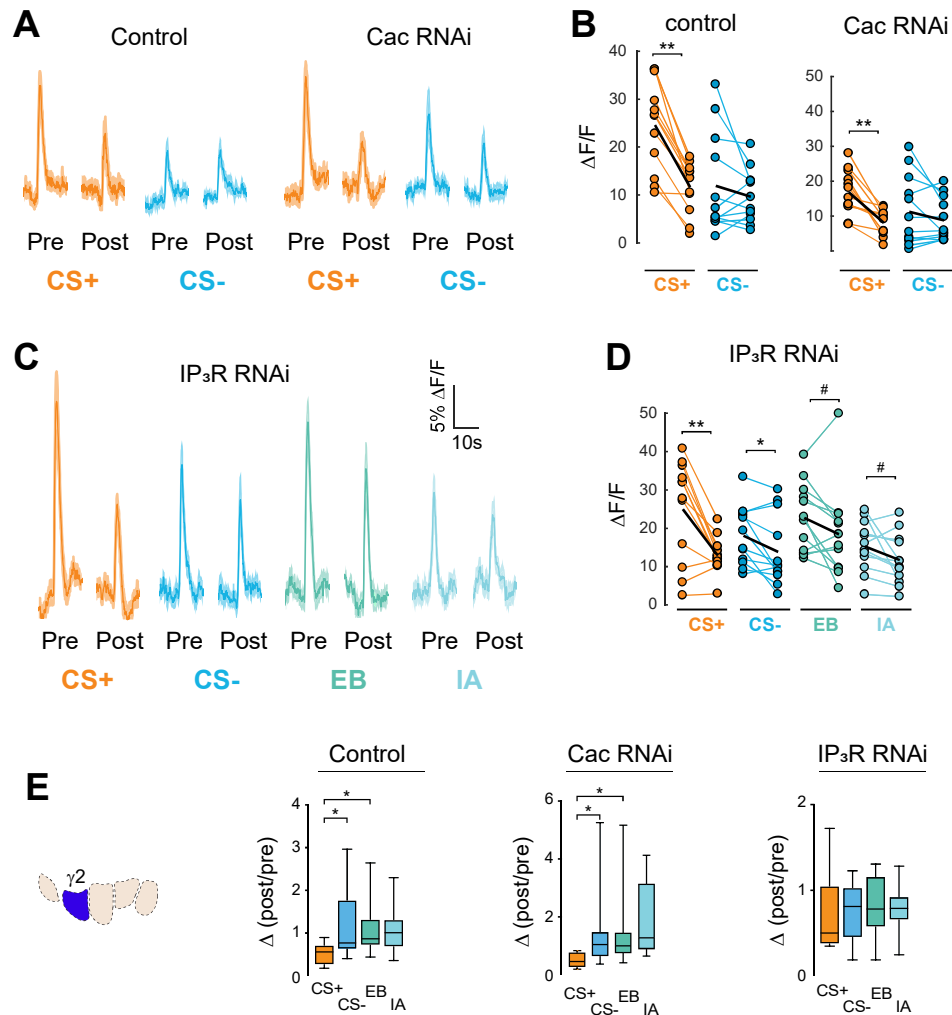 A
Control
Cac RNAi
Pre Post Pre Post Pre Post Pre Post
CS+ CS- CS+ CS-
B
control
Cac RNAi
ΔF/F
40
30
20
10
0
**
CS+ CS-
40
30
20
10
**
CS+ CS-
C
IP₃R RNAi
5% ΔF/F
10s
Pre Post Pre Post Pre Post Pre Post
CS+ CS- EB IA
D
IP₃R RNAi
ΔF/F
50
40
30
20
10
0
** * # #
CS+ CS- EB IA
E
γ2
Control
Δ (post/pre)
4
2
1
0
*
*
CS+ CS- EB IA
Cac RNAi
Δ (post/pre)
6
4
2
0
*
*
CS+ CS- EB IA
IP₃R RNAi
Δ (post/pre)
2
1
0
CS+ CS- EB IA